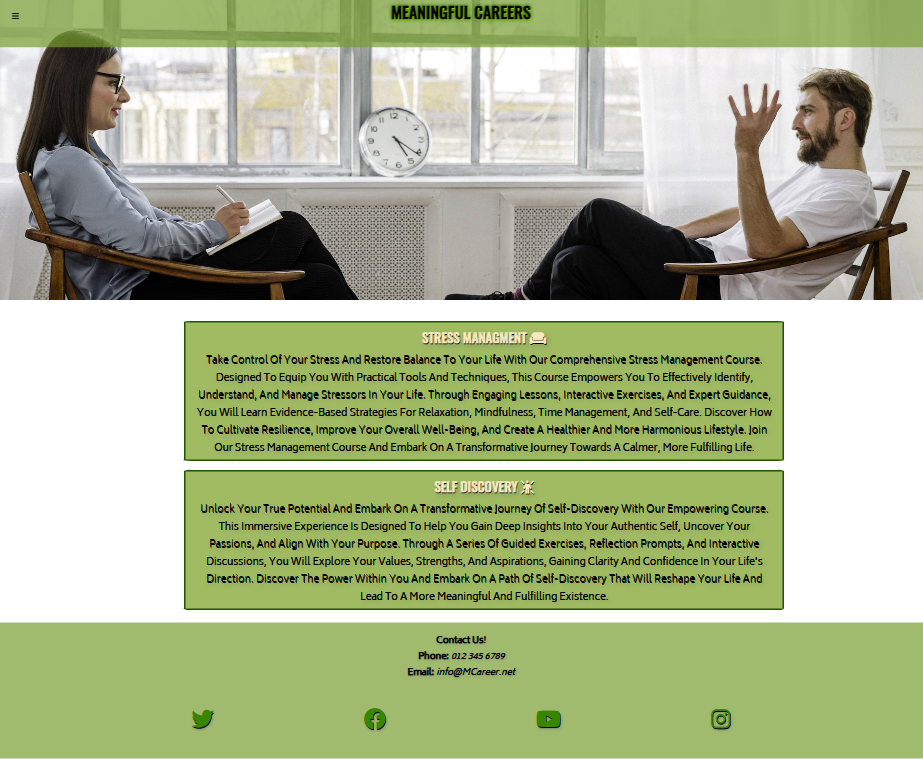 MEANINGFUL CAREERS
STRESS MANAGMENT
Take Control Of Your Stress And Restore Balance To Your Life With Our Comprehensive Stress Management Course.
Designed To Equip You With Practical Tools And Techniques, This Course Empowers You To Effectively Identify,
Understand, And Manage Stressors In Your Life. Through Engaging Lessons, Interactive Exercises, And Expert Guidance,
You Will Learn Evidence-Based Strategies For Relaxation, Mindfulness, Time Management, And Self-Care. Discover How
To Cultivate Resilience, Improve Your Overall Well-Being, And Create A Healthier And More Harmonious Lifestyle. Join
Our Stress Management Course And Embark On A Transformative Journey Towards A Calmer, More Fulfilling Life.
SELF DISCOVERY
Unlock Your True Potential And Embark On A Transformative Journey Of Self-Discovery With Our Empowering Course.
This Immersive Experience Is Designed To Help You Gain Deep Insights Into Your Authentic Self, Uncover Your
Passions, And Align With Your Purpose. Through A Series Of Guided Exercises, Reflection Prompts, And Interactive
Discussions, You Will Explore Your Values, Strengths, And Aspirations, Gaining Clarity And Confidence In Your Life's
Direction. Discover The Power Within You And Embark On A Path Of Self-Discovery That Will Reshape Your Life And
Lead To A More Meaningful And Fulfilling Existence.
Contact Us!
Phone: 012 345 6789
Email: info@MCareer.net